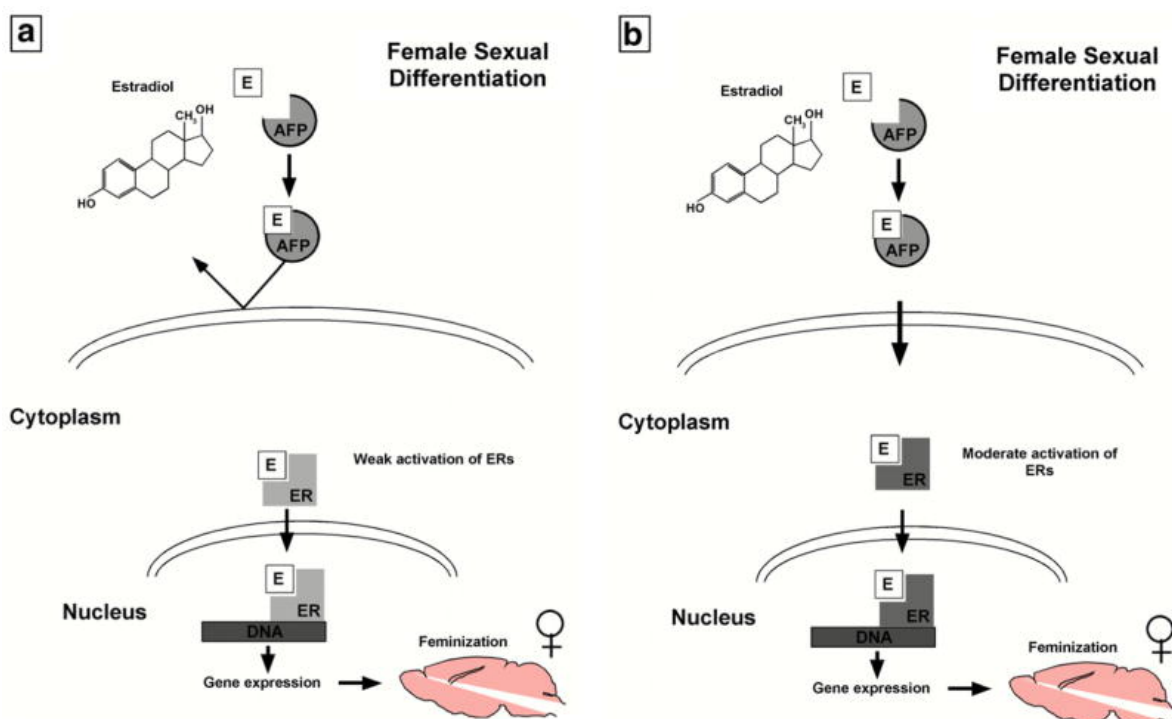 a
Female Sexual
Differentiation
Estradiol
E
CH3
OH
AFP
HO
E
AFP
Cytoplasm
E
Weak activation of ERs
ER
E
Nucleus
ER
DNA
Feminization
Gene expression
b
Female Sexual
Differentiation
Estradiol
E
CH3
OH
AFP
HO
E
AFP
Cytoplasm
E
Moderate activation of
ERs
ER
E
Nucleus
ER
DNA
Feminization
Gene expression